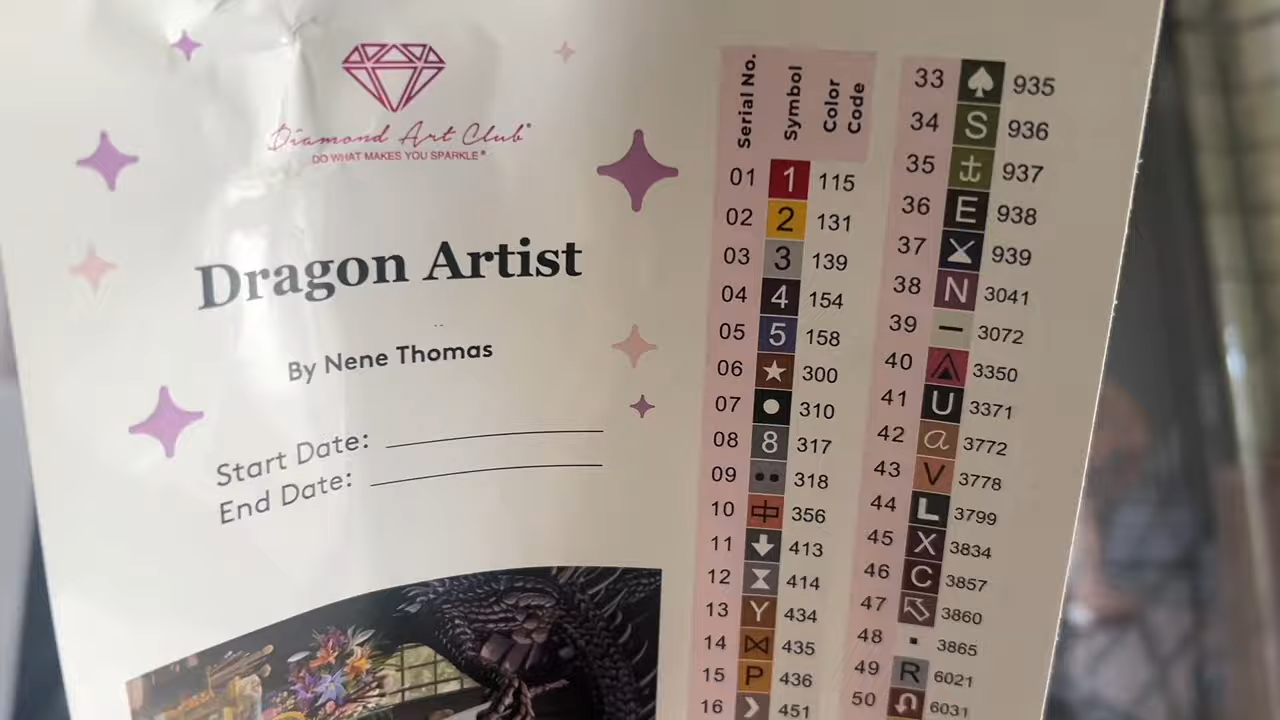 Diamond Art Club®
DO WHAT MAKES YOU SPARKLE®
Dragon Artist
By Nene Thomas
Start Date:
End Date:
Serial No. Symbol Color Code
01 1 115
02 2 131
03 3 139
04 4 154
05 5 158
06 ★ 300
07 ● 310
08 8 317
09 •• 318
10 中 356
11 ⬇ 413
12 ⧗ 414
13 Y 434
14 ⋈ 435
15 P 436
16 ❯ 451
33 ♠ 935
34 S 936
35 ⚓ 937
36 E 938
37 ⧗ 939
38 N 3041
39 — 3072
40 ▲ 3350
41 U 3371
42 a 3772
43 V 3778
44 L 3799
45 X 3834
46 C 3857
47 ⇖ 3860
48 ▪ 3865
49 R 6021
50 6031